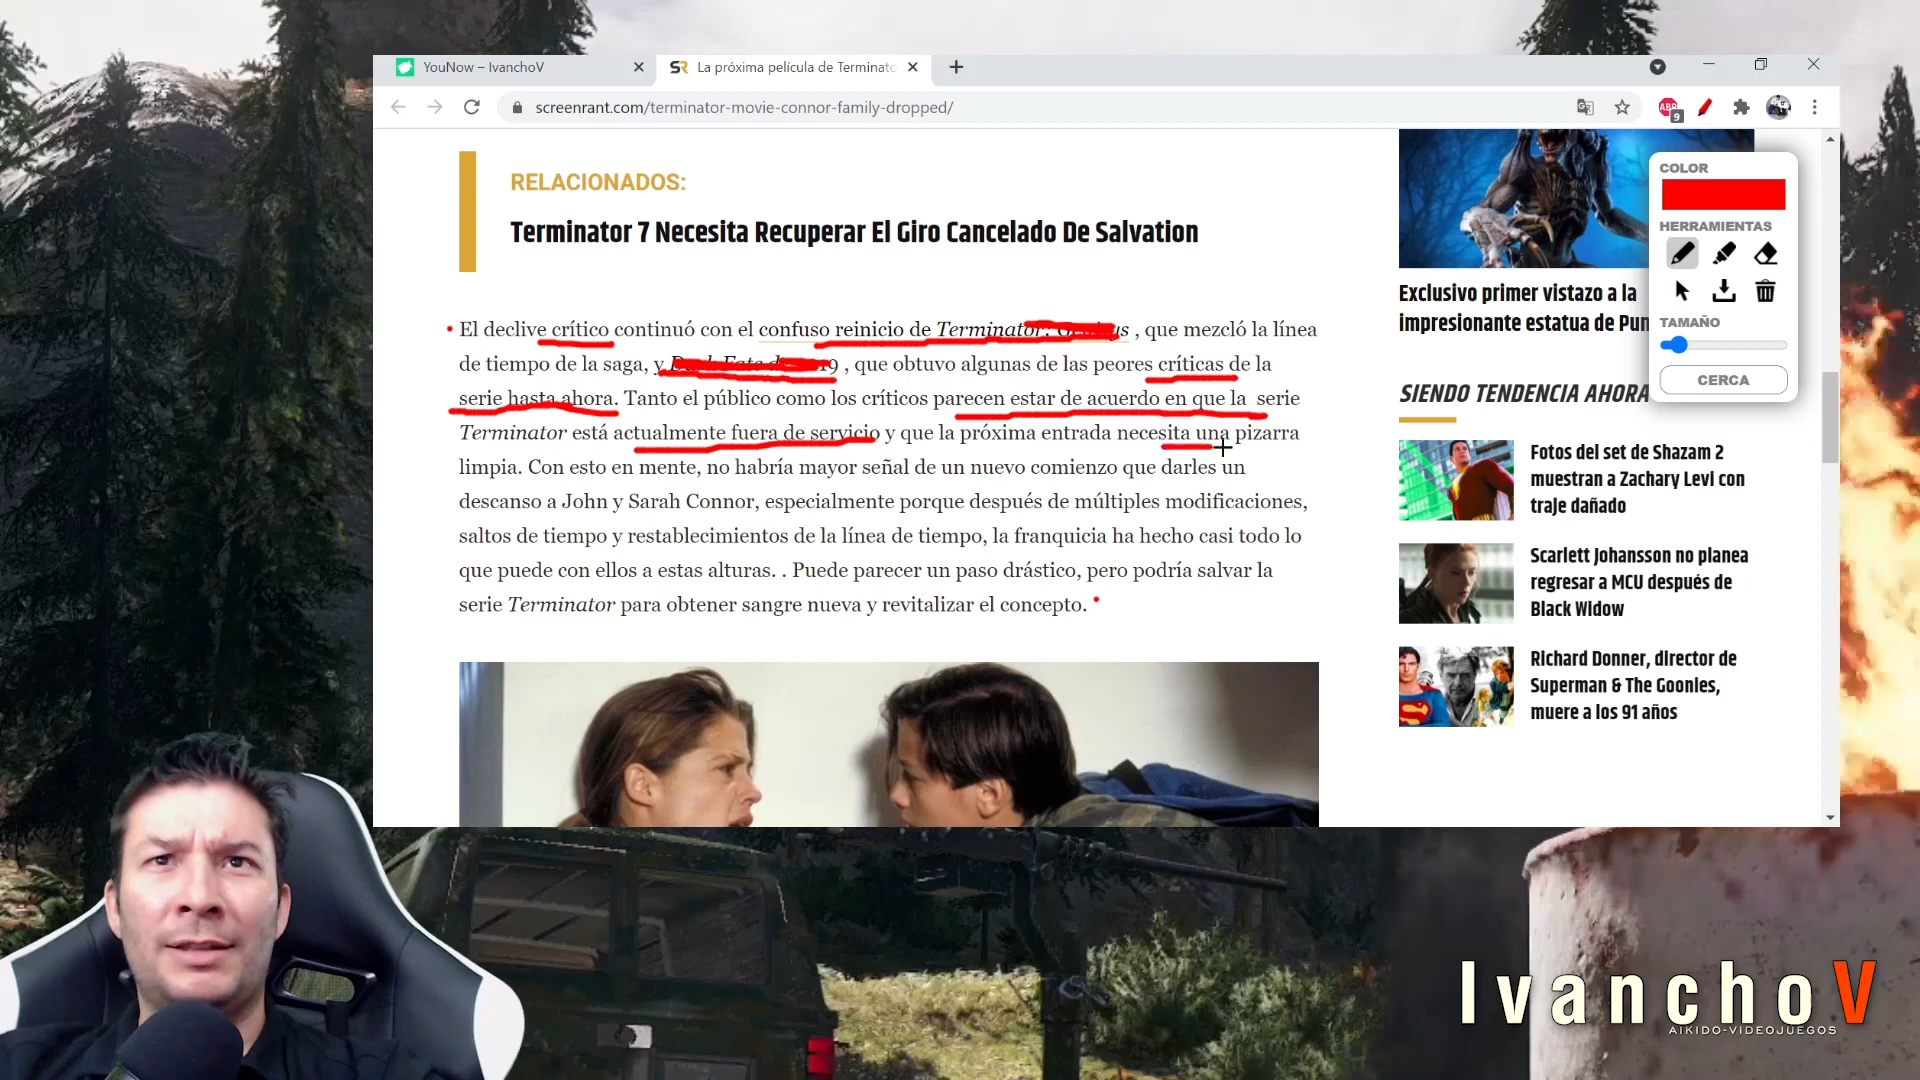 YouNow – IvanchoV
La próxima película de Terminato
screenrant.com/terminator-movie-connor-family-dropped/
ABP
9
RELACIONADOS:
Terminator 7 Necesita Recuperar El Giro Cancelado De Salvation
El declive crítico continuó con el confuso reinicio de Terminator: Genisys , que mezcló la línea
de tiempo de la saga, y Dark Fate de 2019 , que obtuvo algunas de las peores críticas de la
serie hasta ahora. Tanto el público como los críticos parecen estar de acuerdo en que la serie
Terminator está actualmente fuera de servicio y que la próxima entrada necesita una pizarra
limpia. Con esto en mente, no habría mayor señal de un nuevo comienzo que darles un
descanso a John y Sarah Connor, especialmente porque después de múltiples modificaciones,
saltos de tiempo y restablecimientos de la línea de tiempo, la franquicia ha hecho casi todo lo
que puede con ellos a estas alturas. . Puede parecer un paso drástico, pero podría salvar la
serie Terminator para obtener sangre nueva y revitalizar el concepto.
Exclusivo primer vistazo a la
impresionante estatua de Pun
COLOR
HERRAMIENTAS
TAMAÑO
CERCA
SIENDO TENDENCIA AHORA
Fotos del set de Shazam 2
muestran a Zachary Levi con
traje dañado
Scarlett Johansson no planea
regresar a MCU después de
Black Widow
Richard Donner, director de
Superman & The Goonies,
muere a los 91 años
IvanchoV
AIKIDO-VIDEOJUEGOS